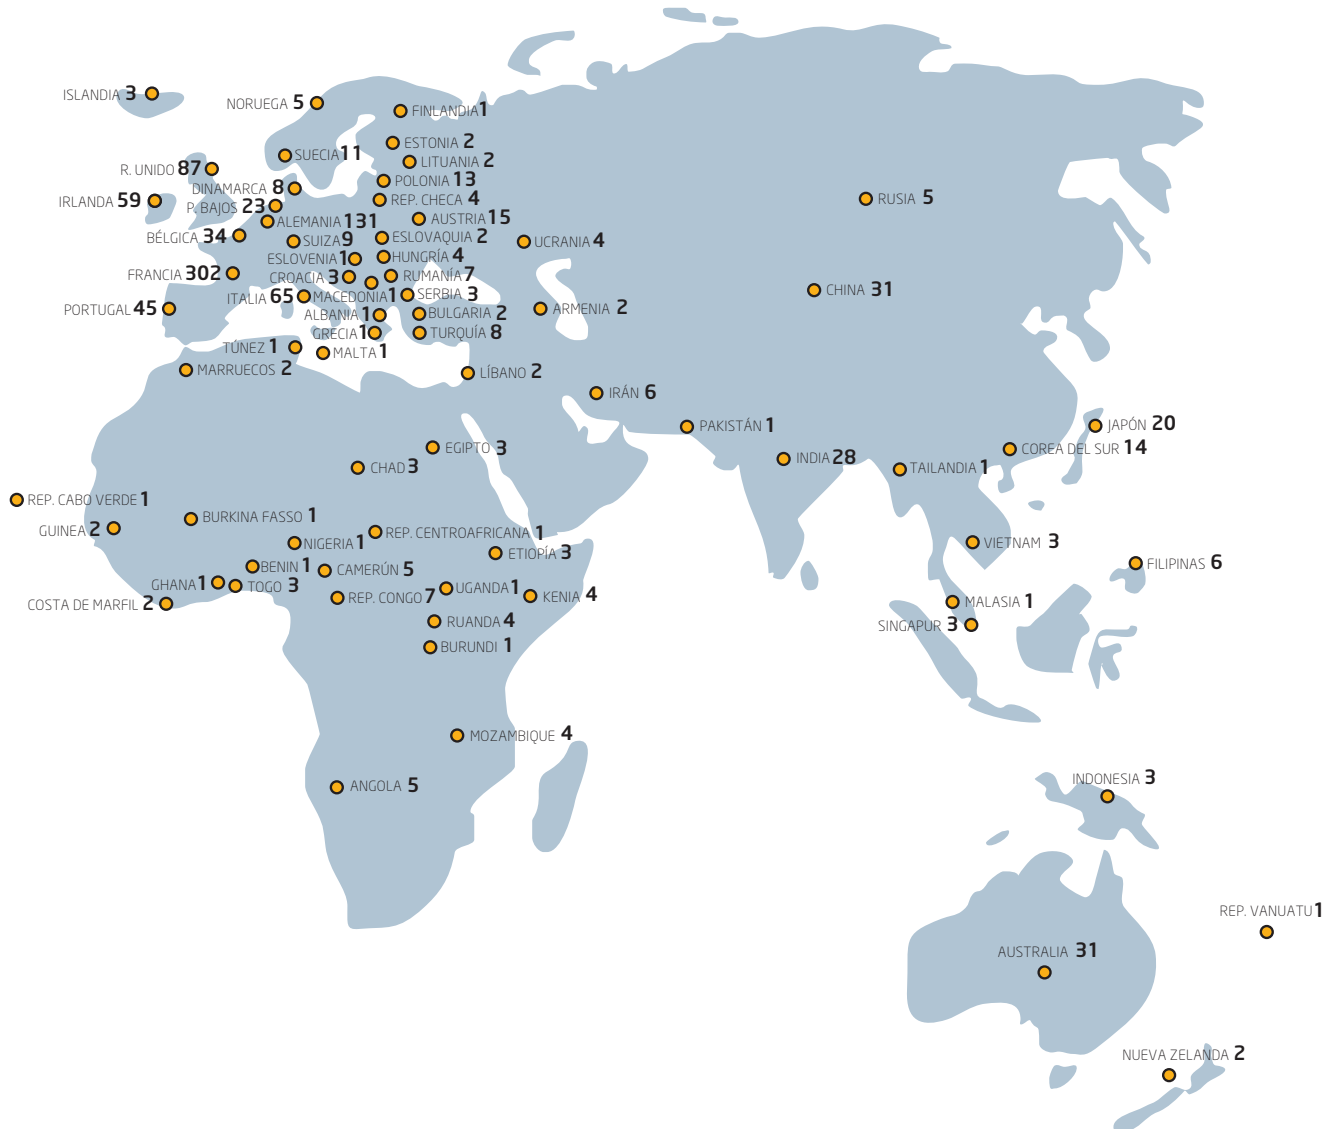 ISLANDIA 3
NORUEGA 5
FINLANDIA 1
ESTONIA 2
SUECIA 11
LITUANIA 2
R. UNIDO 87
POLONIA 13
DINAMARCA 8
IRLANDA 59
REP. CHECA 4
RUSIA 5
P. BAJOS 23
AUSTRIA 15
ALEMANIA 131
BÉLGICA 34
ESLOVAQUIA 2
SUIZA 9
UCRANIA 4
ESLOVENIA 1
HUNGRÍA 4
FRANCIA 302
CROACIA 3
RUMANÍA 7
CHINA 31
ITALIA 65
MACEDONIA 1
SERBIA 3
PORTUGAL 45
ALBANIA 1
BULGARIA 2
ARMENIA 2
GRECIA 1
TURQUÍA 8
TÚNEZ 1
MALTA 1
MARRUECOS 2
LÍBANO 2
IRÁN 6
PAKISTÁN 1
JAPÓN 20
EGIPTO 3
COREA DEL SUR 14
INDIA 28
CHAD 3
TAILANDIA 1
REP. CABO VERDE 1
BURKINA FASSO 1
GUINEA 2
REP. CENTROAFRICANA 1
NIGERIA 1
ETIOPÍA 3
VIETNAM 3
BENIN 1
CAMERÚN 5
FILIPINAS 6
GHANA 1
TOGO 3
UGANDA 1
REP. CONGO 7
KENIA 4
COSTA DE MARFIL 2
MALASIA 1
RUANDA 4
SINGAPUR 3
BURUNDI 1
MOZAMBIQUE 4
INDONESIA 3
ANGOLA 5
REP. VANUATU 1
AUSTRALIA 31
NUEVA ZELANDA 2